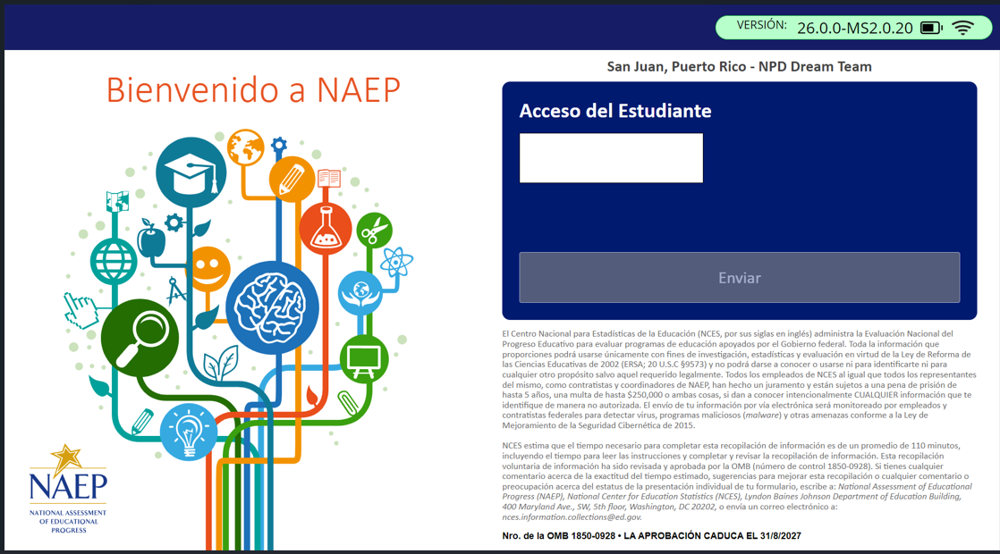 VERSIÓN: 26.0.0-MS2.0.20
San Juan, Puerto Rico - NPD Dream Team
Bienvenido a NAEP
Acceso del Estudiante
Enviar
El Centro Nacional para Estadísticas de la Educación (NCES, por sus siglas en inglés) administra la Evaluación Nacional del
Progreso Educativo para evaluar programas de educación apoyados por el Gobierno federal. Toda la información que
proporciones podrá usarse únicamente con fines de investigación, estadísticas y evaluación en virtud de la Ley de Reforma de
las Ciencias Educativas de 2002 (ERSA; 20 U.S.C §9573) y no podrá darse a conocer o usarse ni para identificarte ni para
cualquier otro propósito salvo aquel requerido legalmente. Todos los empleados de NCES al igual que todos los representantes
del mismo, como contratistas y coordinadores de NAEP, han hecho un juramento y están sujetos a una pena de prisión de
hasta 5 años, una multa de hasta $250,000 o ambas cosas, si dan a conocer intencionalmente CUALQUIER información que te
identifique de manera no autorizada. El envío de tu información por vía electrónica será monitoreado por empleados y
contratistas federales para detectar virus, programas maliciosos (malware) y otras amenazas conforme a la Ley de
Mejoramiento de la Seguridad Cibernética de 2015.
NCES estima que el tiempo necesario para completar esta recopilación de información es de un promedio de 110 minutos,
incluyendo el tiempo para leer las instrucciones y completar y revisar la recopilación de información. Esta recopilación
voluntaria de información ha sido revisada y aprobada por la OMB (número de control 1850-0928). Si tienes cualquier
comentario acerca de la exactitud del tiempo estimado, sugerencias para mejorar esta recopilación o cualquier comentario o
preocupación acerca del estatus de la presentación individual de tu formulario, escribe a: National Assessment of Educational
Progress (NAEP), National Center for Education Statistics (NCES), Lyndon Baines Johnson Department of Education Building,
400 Maryland Ave., SW, 5th floor, Washington, DC 20202, o envía un correo electrónico a:
nces.information.collections@ed.gov.
Nro. de la OMB 1850-0928 • LA APROBACIÓN CADUCA EL 31/8/2027
NAEP
NATIONAL ASSESSMENT
OF EDUCATIONAL
PROGRESS